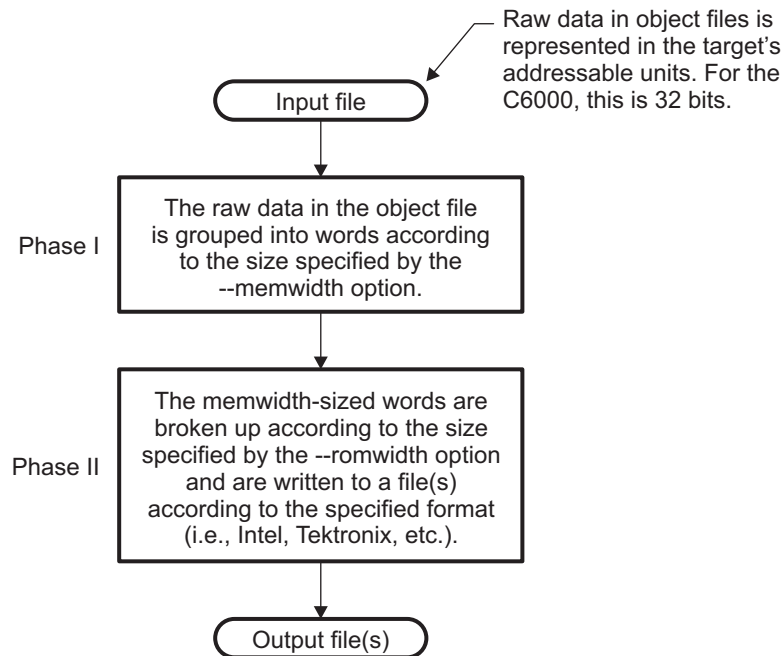 Raw data in object files is
represented in the target's
addressable units. For the
C6000, this is 32 bits.
Input file
Phase I
The raw data in the object file
is grouped into words according
to the size specified by the
--memwidth option.
Phase II
The memwidth-sized words are
broken up according to the size
specified by the --romwidth option
and are written to a file(s)
according to the specified format
(i.e., Intel, Tektronix, etc.).
Output file(s)